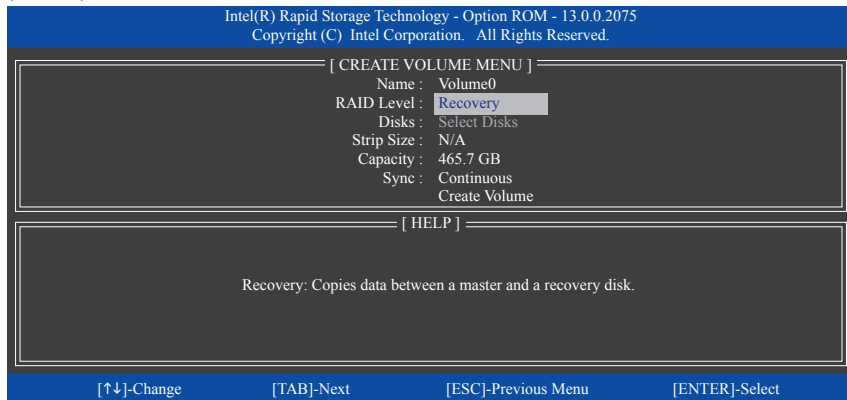 Intel(R) Rapid Storage Technology - Option ROM - 13.0.0.2075
Copyright (C) Intel Corporation. All Rights Reserved.
[ CREATE VOLUME MENU ]
Name : Volume0
RAID Level : Recovery
Disks : Select Disks
Strip Size : N/A
Capacity : 465.7 GB
Sync : Continuous
Create Volume
[ HELP ]
Recovery: Copies data between a master and a recovery disk.
[↑↓]-Change [TAB]-Next [ESC]-Previous Menu [ENTER]-Select